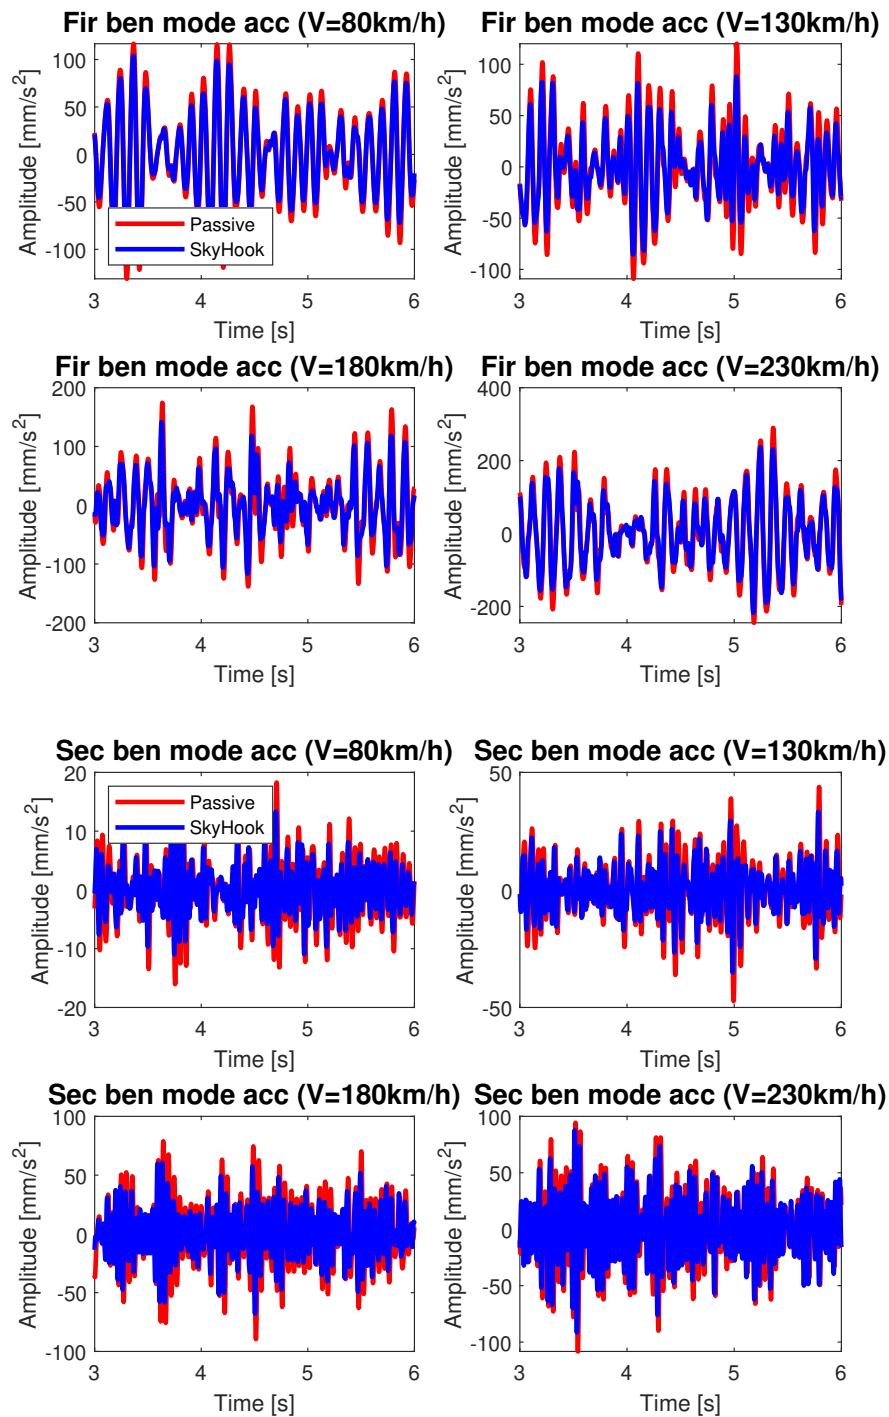 Fir ben mode acc (V=80km/h)
Amplitude [mm/s²]
100
50
0
-50
-100
Passive
SkyHook
3
4
5
6
Time [s]
Fir ben mode acc (V=130km/h)
Amplitude [mm/s²]
100
50
0
-50
-100
3
4
5
6
Time [s]
Fir ben mode acc (V=180km/h)
Amplitude [mm/s²]
200
100
0
-100
-200
3
4
5
6
Time [s]
Fir ben mode acc (V=230km/h)
Amplitude [mm/s²]
400
200
0
-200
3
4
5
6
Time [s]
Sec ben mode acc (V=80km/h)
Amplitude [mm/s²]
20
10
0
-10
-20
Passive
SkyHook
3
4
5
6
Time [s]
Sec ben mode acc (V=130km/h)
Amplitude [mm/s²]
50
0
-50
3
4
5
6
Time [s]
Sec ben mode acc (V=180km/h)
Amplitude [mm/s²]
100
50
0
-50
-100
3
4
5
6
Time [s]
Sec ben mode acc (V=230km/h)
Amplitude [mm/s²]
100
50
0
-50
-100
3
4
5
6
Time [s]